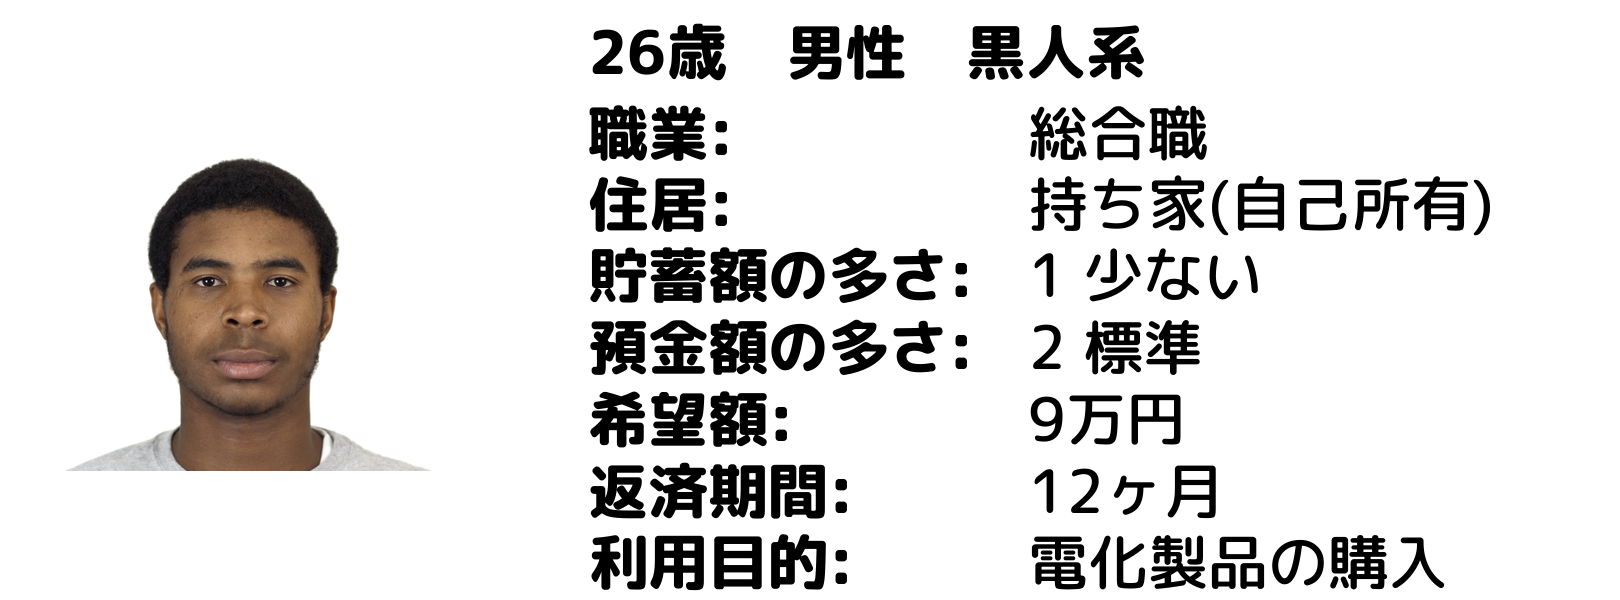 26歳　男性　黒人系
職業: 総合職
住居: 持ち家(自己所有)
貯蓄額の多さ: 1 少ない
預金額の多さ: 2 標準
希望額: 9万円
返済期間: 12ヶ月
利用目的: 電化製品の購入